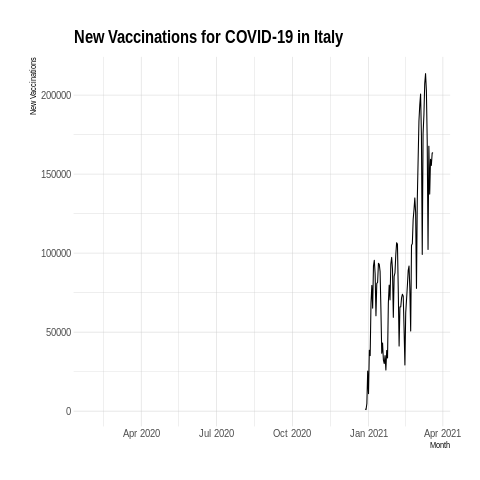 New Vaccinations for COVID-19 in Italy
New Vaccinations
200000
150000
100000
50000
0
Apr 2020 Jul 2020 Oct 2020 Jan 2021 Apr 2021
Month